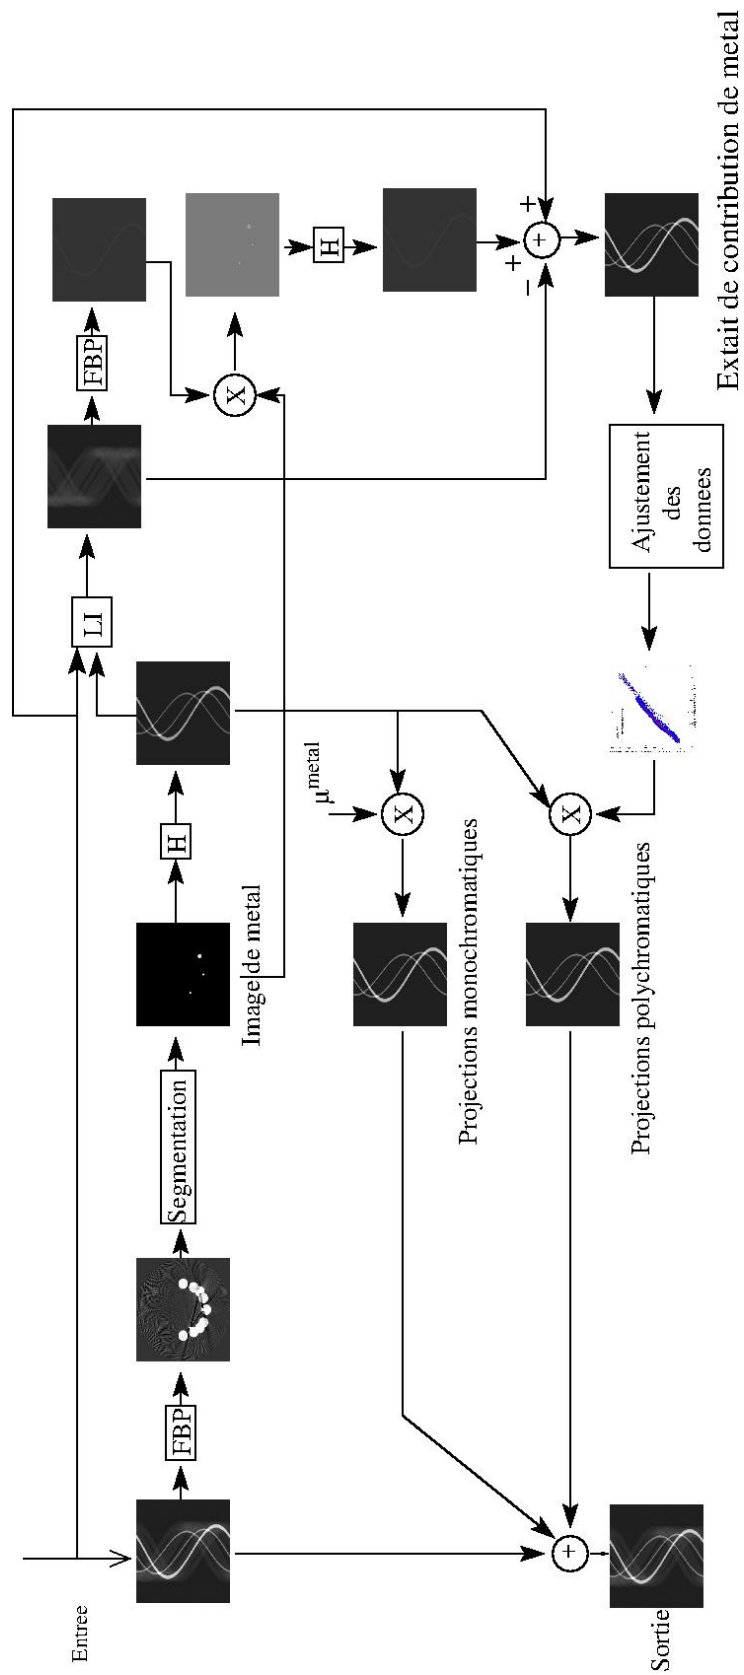 Entree
LI
FBP
FBP
Segmentation
H
X
Image de metal
μ^metal
H
X
Projections monochromatiques
+
−
+
+
+
X
Projections polychromatiques
Ajustement
des
donnees
Sortie
Extait de contribution de metal